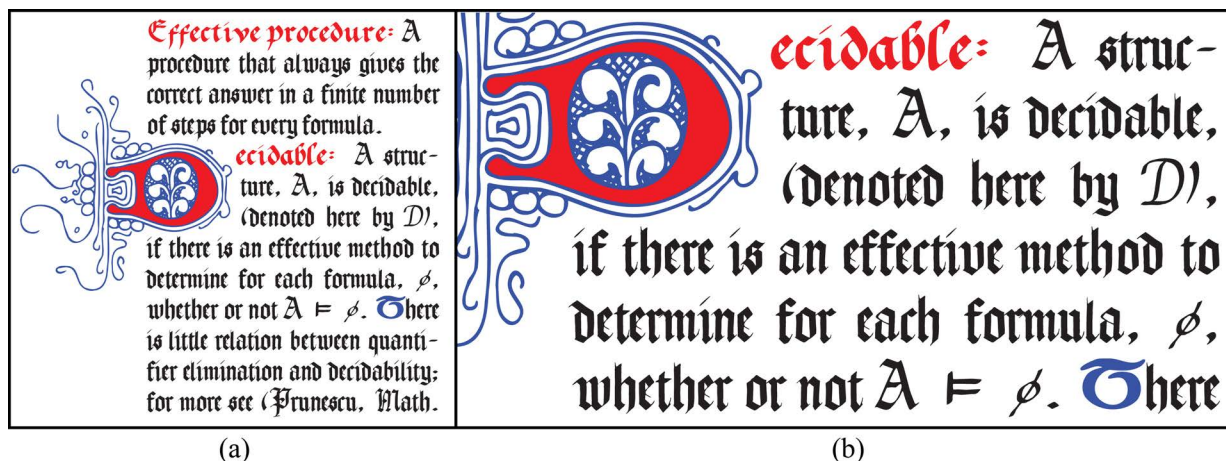 Effective procedure: A
procedure that always gives the
correct answer in a finite number
of steps for every formula.
Decidable: A struc-
ture, A, is decidable,
(denoted here by D),
if there is an effective method to
determine for each formula, ϕ,
whether or not A ⊨ ϕ. There
is little relation between quanti-
fier elimination and decidability;
for more see (Prunescu, Math.
(a)
Decidable: A struc-
ture, A, is decidable,
(denoted here by D),
if there is an effective method to
determine for each formula, ϕ,
whether or not A ⊨ ϕ. There
(b)